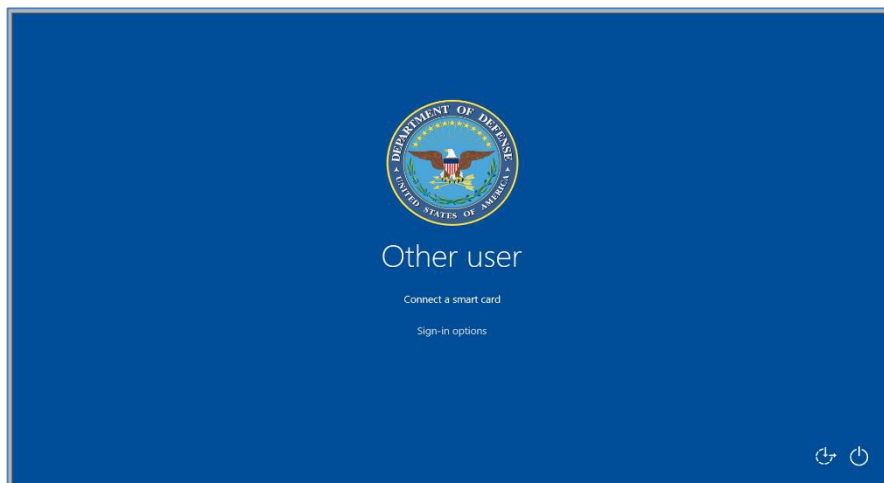 DEPARTMENT OF DEFENSE
UNITED STATES OF AMERICA
Other user
Connect a smart card
Sign-in options